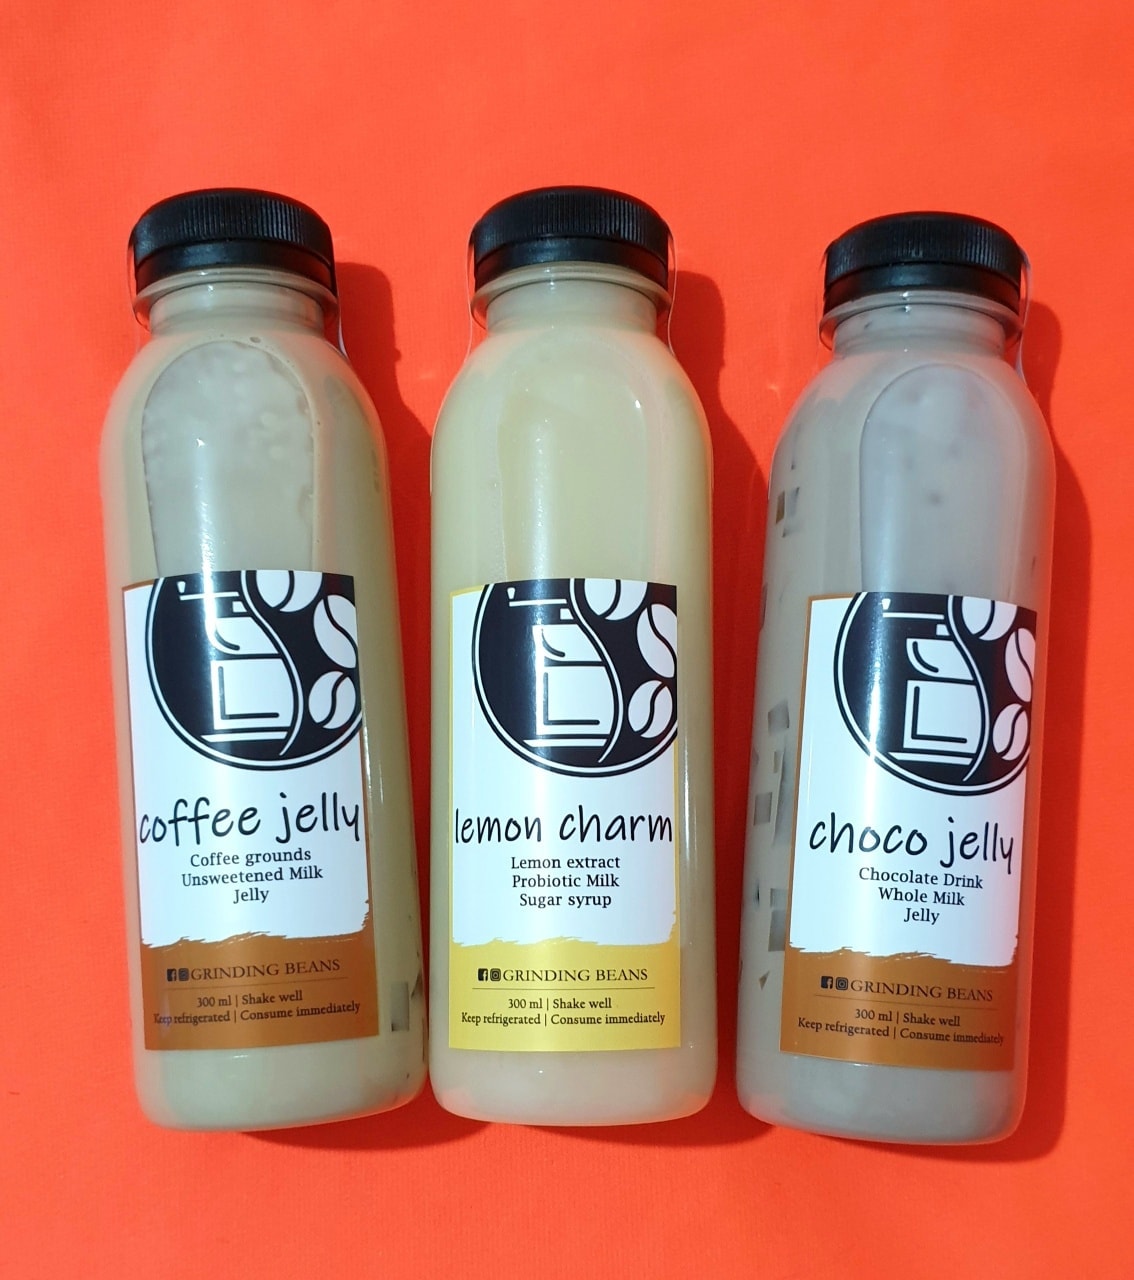 coffee jelly
Coffee grounds
Unsweetened Milk
Jelly
GRINDING BEANS
300 ml | Shake well
Keep refrigerated | Consume immediately
lemon charm
Lemon extract
Probiotic Milk
Sugar syrup
GRINDING BEANS
300 ml | Shake well
Keep refrigerated | Consume immediately
choco jelly
Chocolate Drink
Whole Milk
Jelly
GRINDING BEANS
300 ml | Shake well
Keep refrigerated | Consume immediately